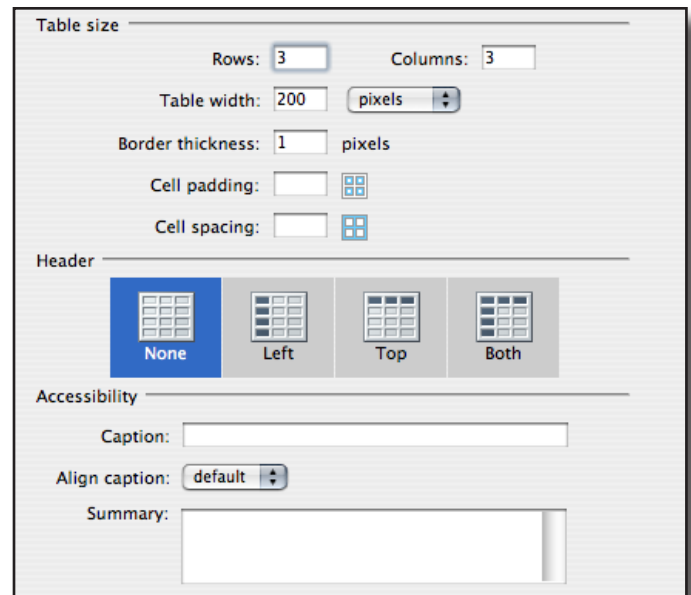 Table size
Rows: 3 Columns: 3
Table width: 200 pixels
Border thickness: 1 pixels
Cell padding:
Cell spacing:
Header
None Left Top Both
Accessibility
Caption:
Align caption: default
Summary: